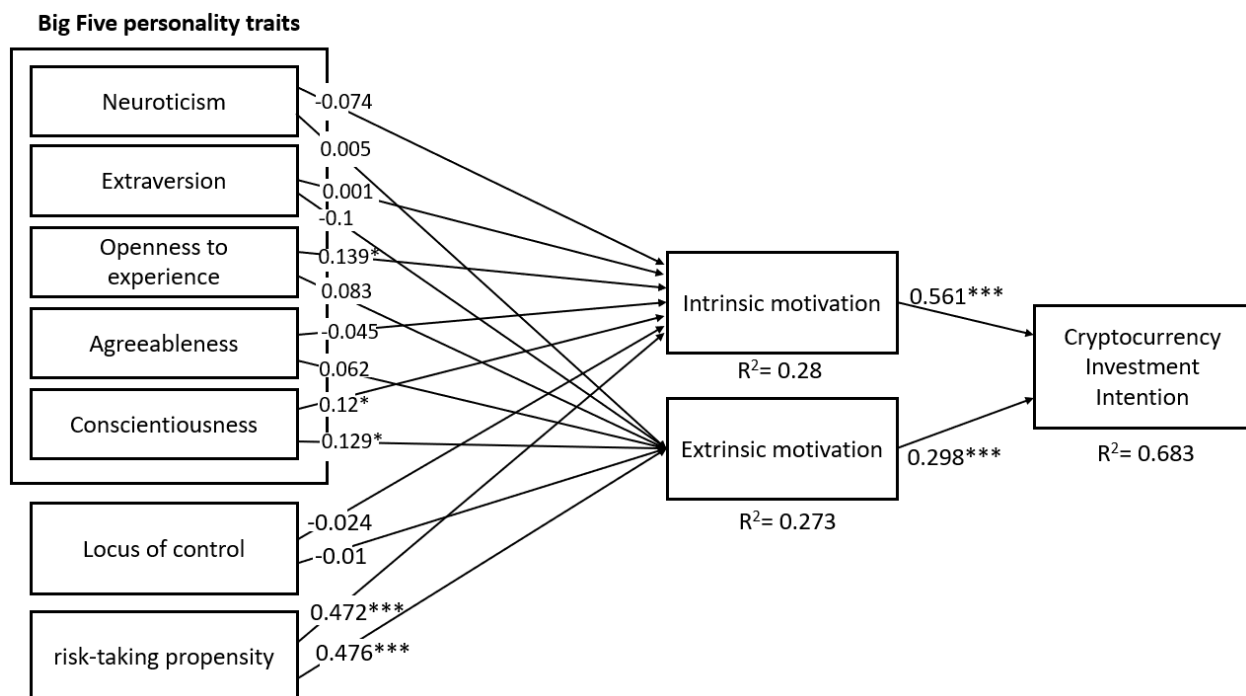 Big Five personality traits
Neuroticism
-0.074
0.005
Extraversion
0.001
-0.1
Openness to
experience
0.139*
0.083
Agreeableness
-0.045
0.062
Conscientiousness
0.12*
0.129*
Locus of control
-0.024
-0.01
risk-taking propensity
0.472***
0.476***
Intrinsic motivation
R²= 0.28
0.561***
Extrinsic motivation
R²= 0.273
0.298***
Cryptocurrency
Investment
Intention
R²= 0.683